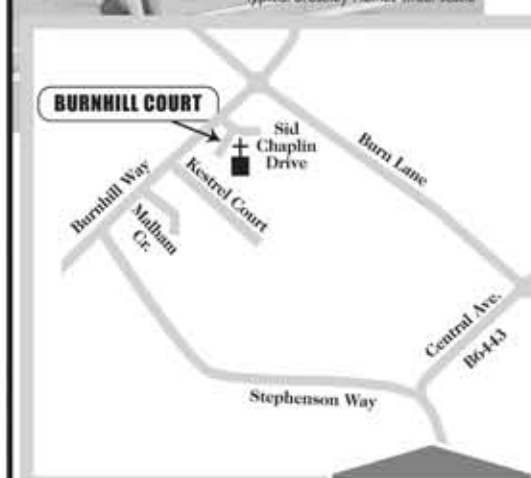 BURNHILL COURT
Sid
Chaplin
Drive
Burn Lane
Burnhill Way
Kestrel Court
Malham
Cr.
Central Ave.
B6443
Stephenson Way